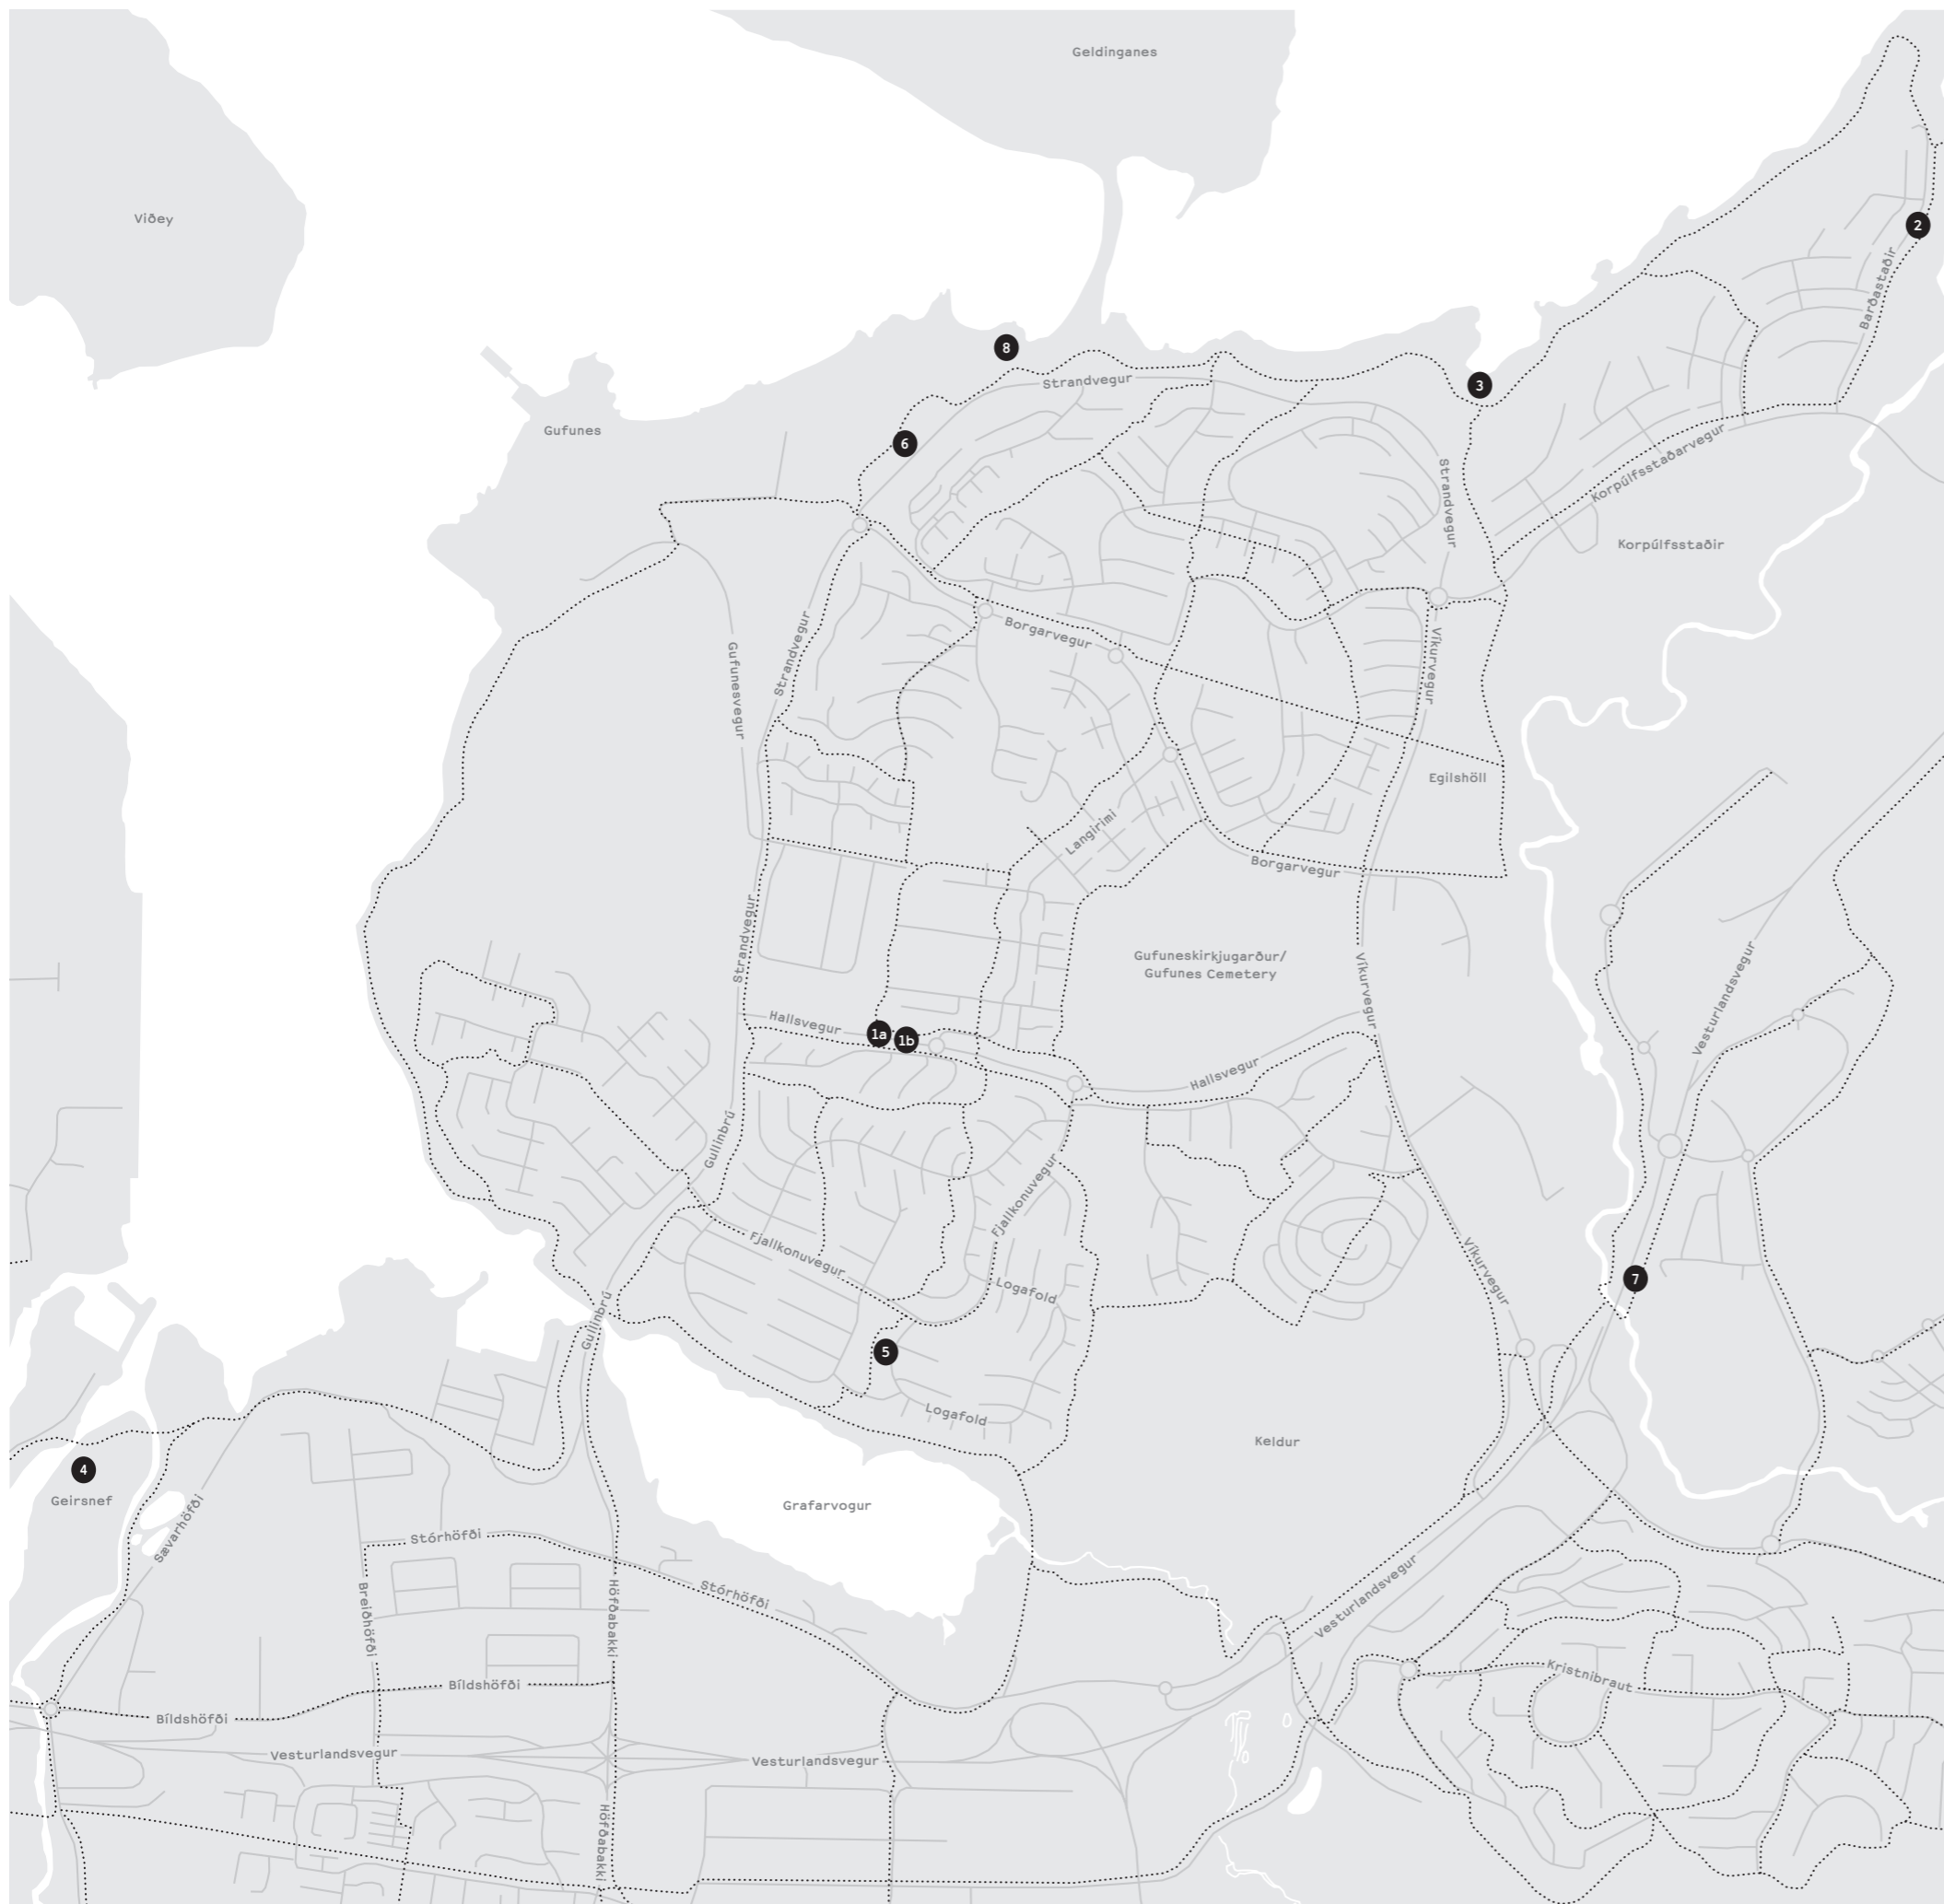 Geldinganes
Viðey
2
Barðastaðir
8
Strandvegur
3
Gufunes
6
Korpúlfsstaðarvegur
Strandvegur
Korpúlfsstaðir
Borgarvegur
Strandvegur
Gufunesvegur
Víkurvegur
Egilshöll
Langirimi
Borgarvegur
Strandvegur
Gufuneskirkjugarður/
Gufunes Cemetery
Víkurvegur
Vesturlandsvegur
Hallsvegur
1a
1b
Hallsvegur
Gullinbrú
Fjallkonuvegur
Fjallkonuvegur
Víkurvegur
7
Logafold
Gullinbrú
5
Logafold
Keldur
4
Geirsnef
Grafarvogur
Sævarhöfði
Stórhöfði
Stórhöfði
Breiðhöfði
Höfðabakki
Vesturlandsvegur
Kristnibraut
Bíldshöfði
Bíldshöfði
Vesturlandsvegur
Vesturlandsvegur
Höfðabakki